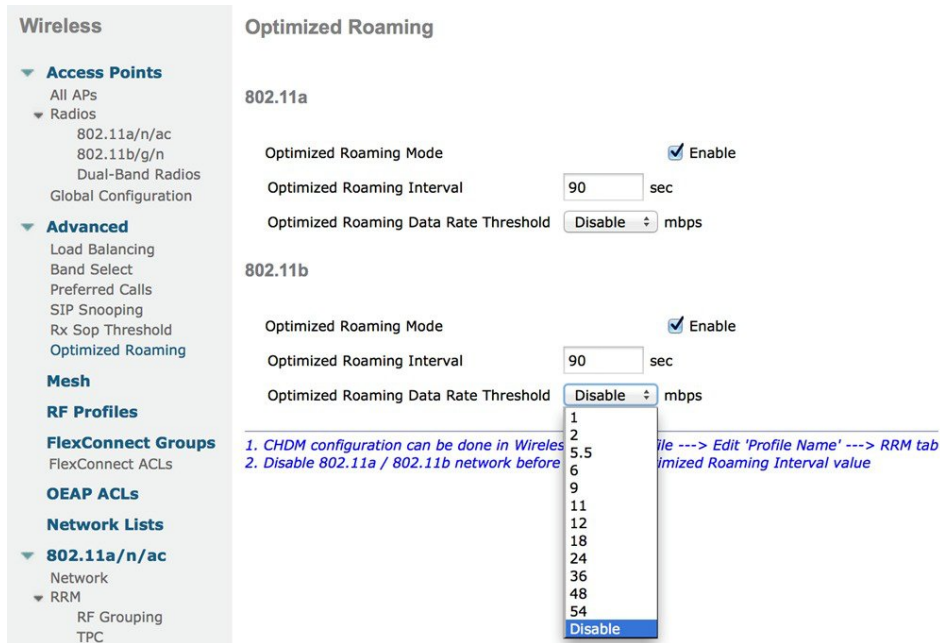 Wireless
Access Points
All APs
Radios
802.11a/n/ac
802.11b/g/n
Dual-Band Radios
Global Configuration
Advanced
Load Balancing
Band Select
Preferred Calls
SIP Snooping
Rx Sop Threshold
Optimized Roaming
Mesh
RF Profiles
FlexConnect Groups
FlexConnect ACLs
OEAP ACLs
Network Lists
802.11a/n/ac
Network
RRM
RF Grouping
TPC
Optimized Roaming
802.11a
Optimized Roaming Mode Enable
Optimized Roaming Interval 90 sec
Optimized Roaming Data Rate Threshold Disable mbps
802.11b
Optimized Roaming Mode Enable
Optimized Roaming Interval 90 sec
Optimized Roaming Data Rate Threshold Disable mbps
1
2
5.5
6
9
11
12
18
24
36
48
54
Disable
1. CHDM configuration can be done in ---> Edit 'Profile Name' ---> RRM tab
2. Disable 802.11a / 802.11b network before Roaming Interval value